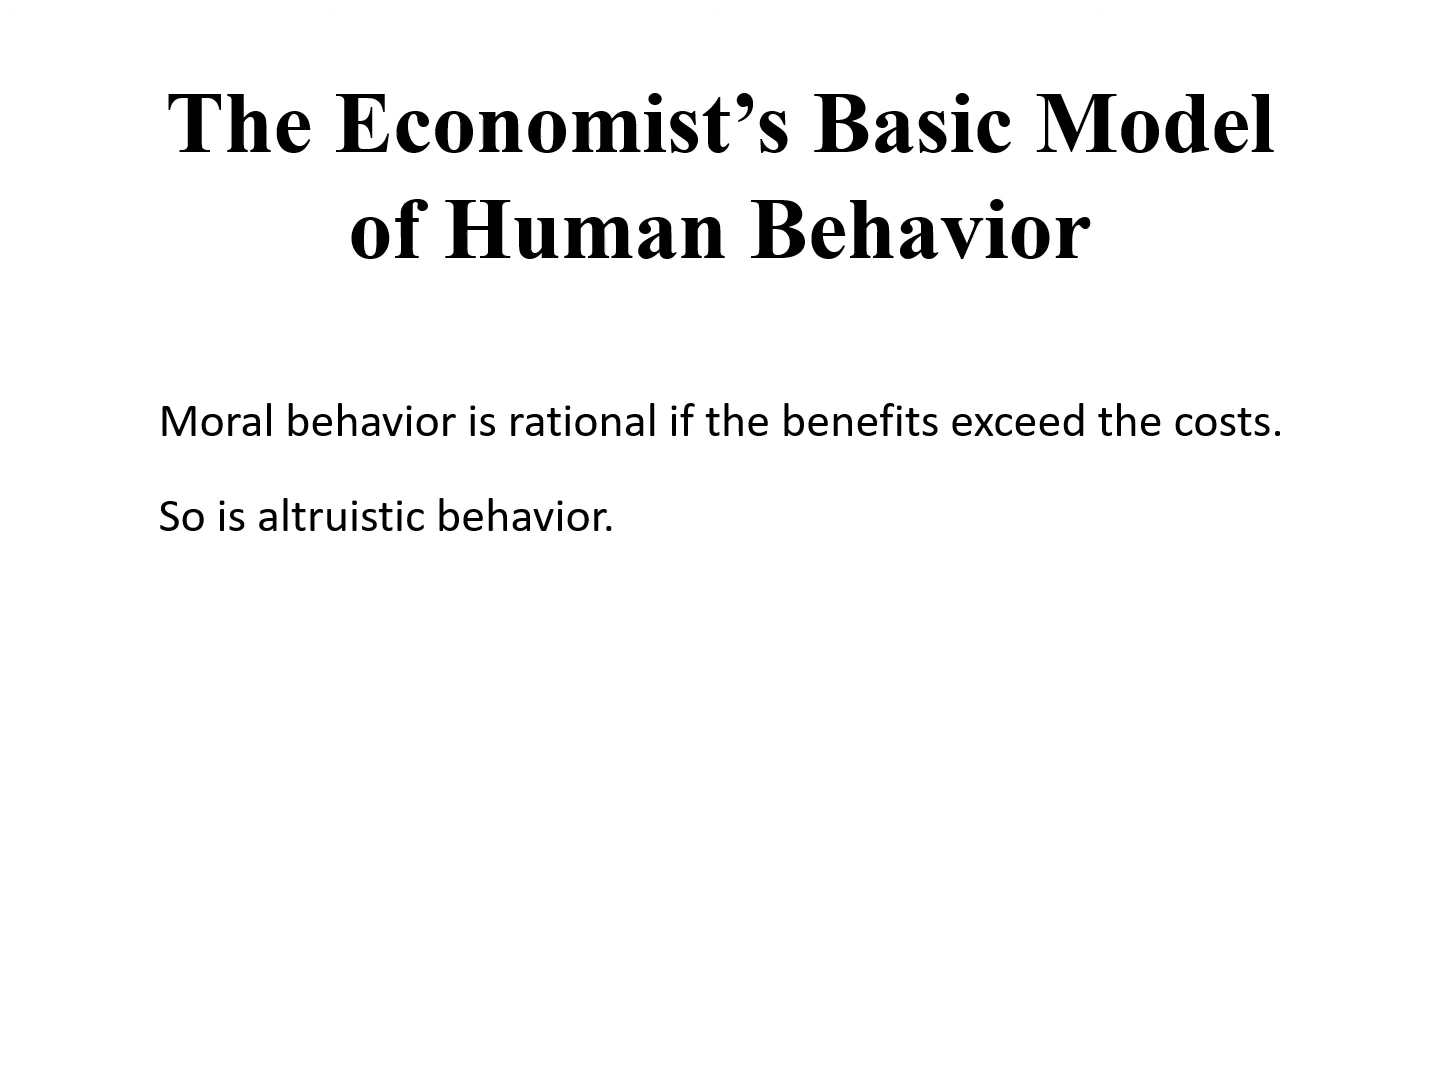 The Economist’s Basic Model
of Human Behavior
Moral behavior is rational if the benefits exceed the costs.
So is altruistic behavior.